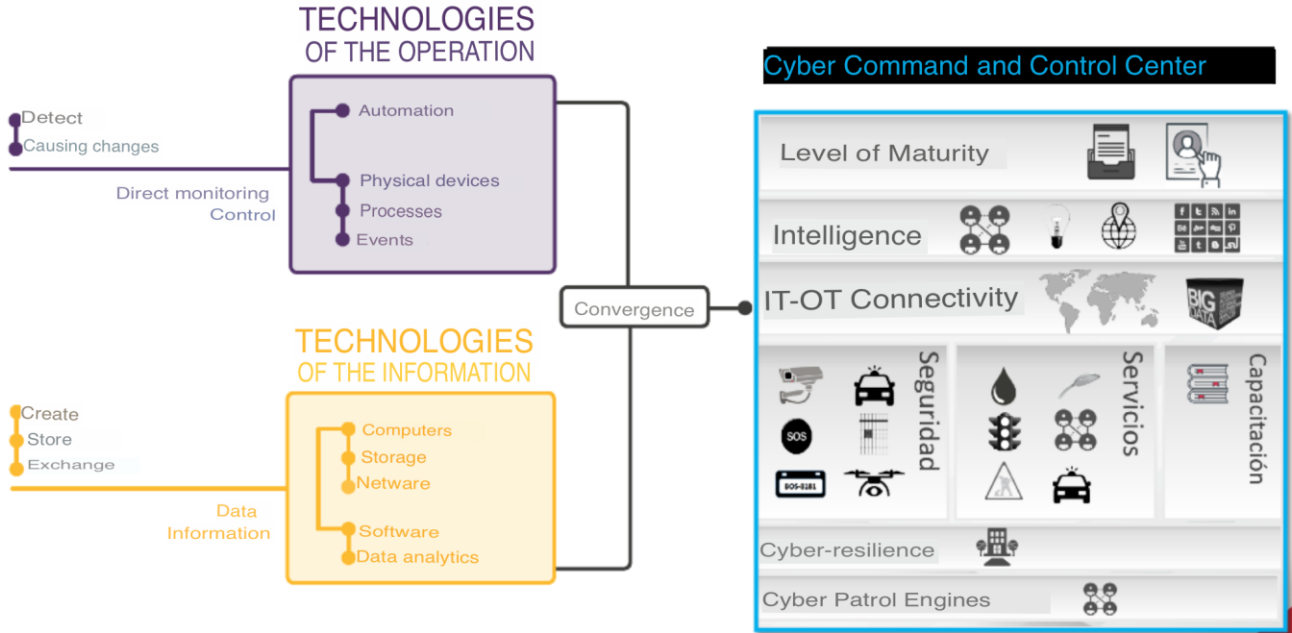 TECHNOLOGIES
OF THE OPERATION
Detect
Causing changes
Direct monitoring
Control
Automation
Physical devices
Processes
Events
Convergence
TECHNOLOGIES
OF THE INFORMATION
Create
Store
Exchange
Data
Information
Computers
Storage
Netware
Software
Data analytics
Cyber Command and Control Center
Level of Maturity
Intelligence
IT-OT Connectivity
BIG
DATA
Seguridad
SOS
Servicios
Capacitación
Cyber-resilience
Cyber Patrol Engines